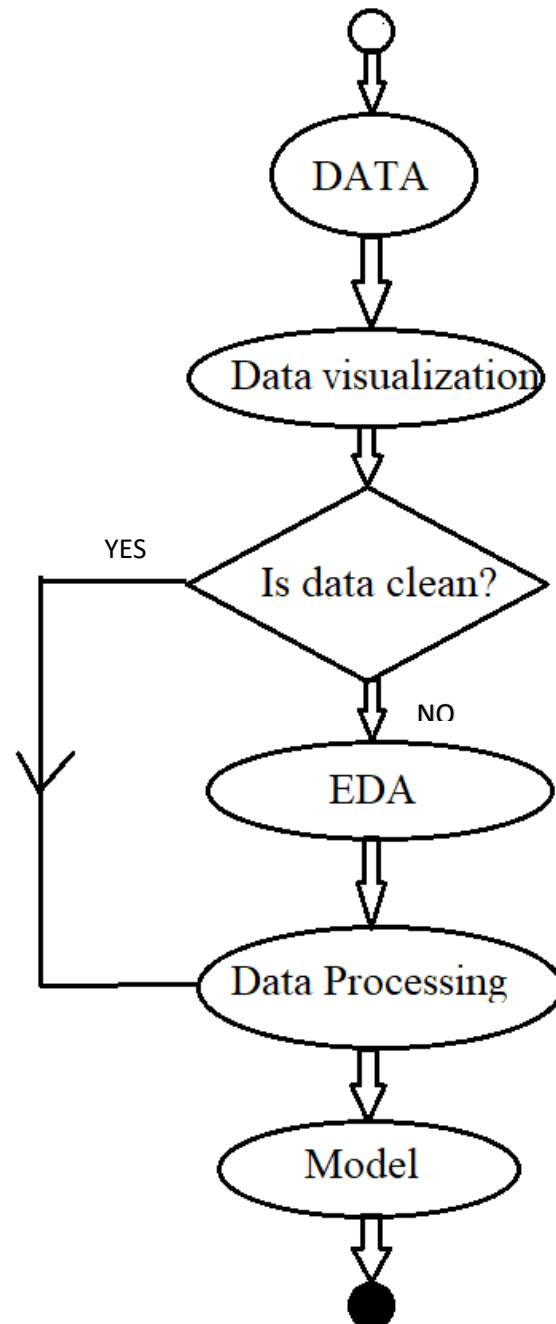 DATA
Data visualization
YES
Is data clean?
NO
EDA
Data Processing
Model